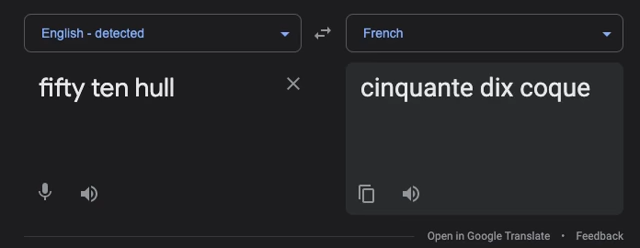 English - detected
French
fifty ten hull
cinquante dix coque
Open in Google Translate • Feedback